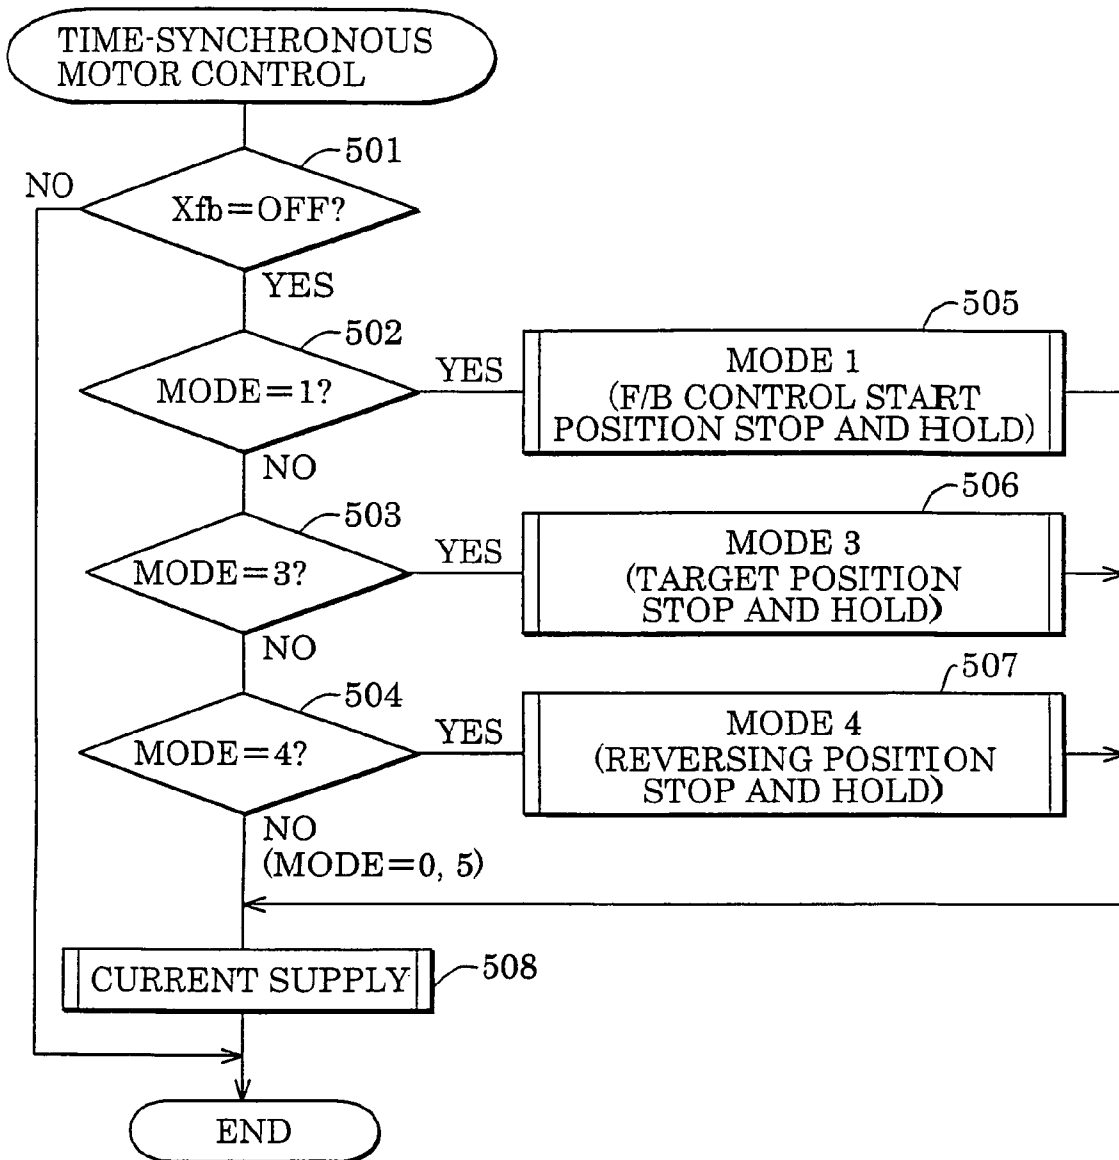 TIME-SYNCHRONOUS
MOTOR CONTROL
501
NO
Xfb=OFF?
YES
502
MODE=1?
YES
505
MODE 1
(F/B CONTROL START
POSITION STOP AND HOLD)
NO
503
MODE=3?
YES
506
MODE 3
(TARGET POSITION
STOP AND HOLD)
NO
504
MODE=4?
YES
507
MODE 4
(REVERSING POSITION
STOP AND HOLD)
NO
(MODE=0, 5)
CURRENT SUPPLY
508
END